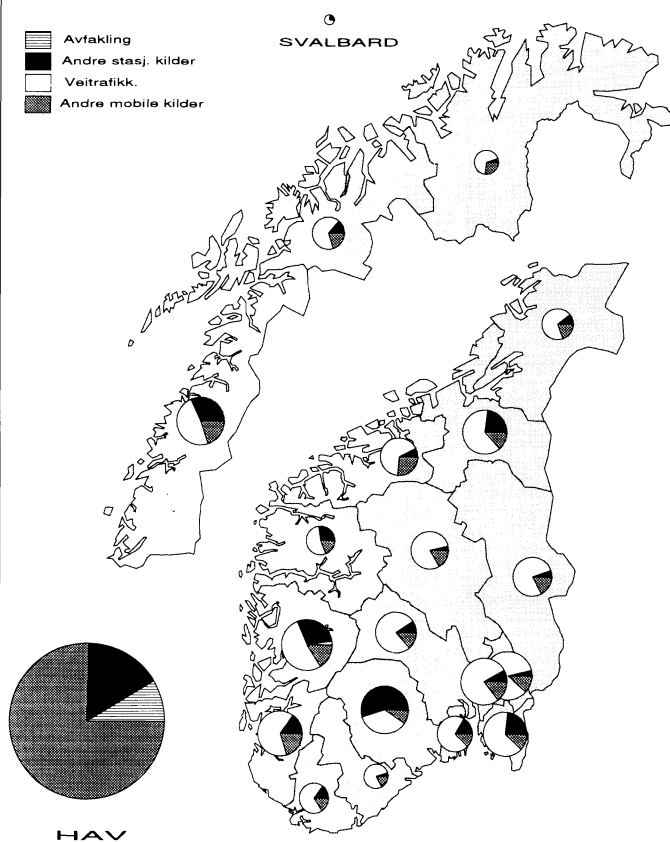 SVALBARD
Avfakling
Andre stasj. kilder
Veitrafikk.
Andre mobile kilder
HAV